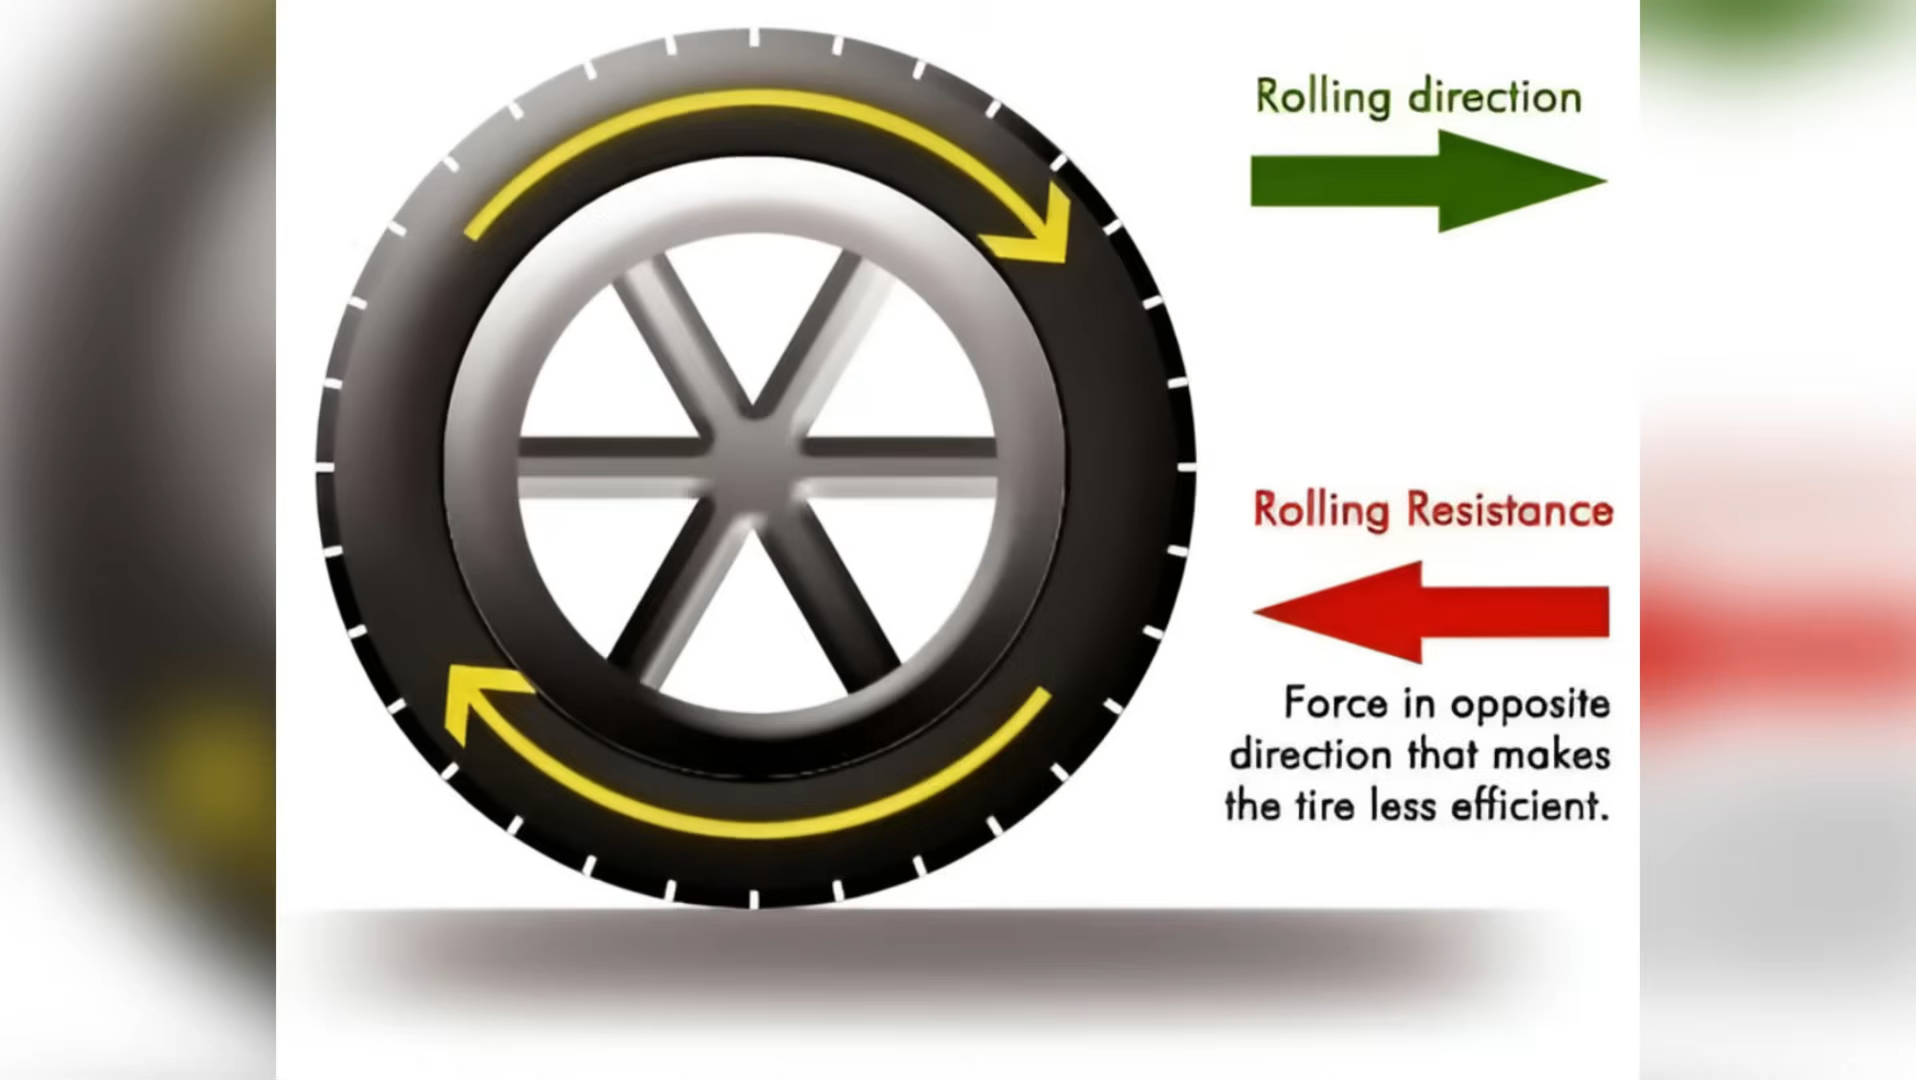 Rolling direction
Rolling Resistance
Force in opposite
direction that makes
the tire less efficient.